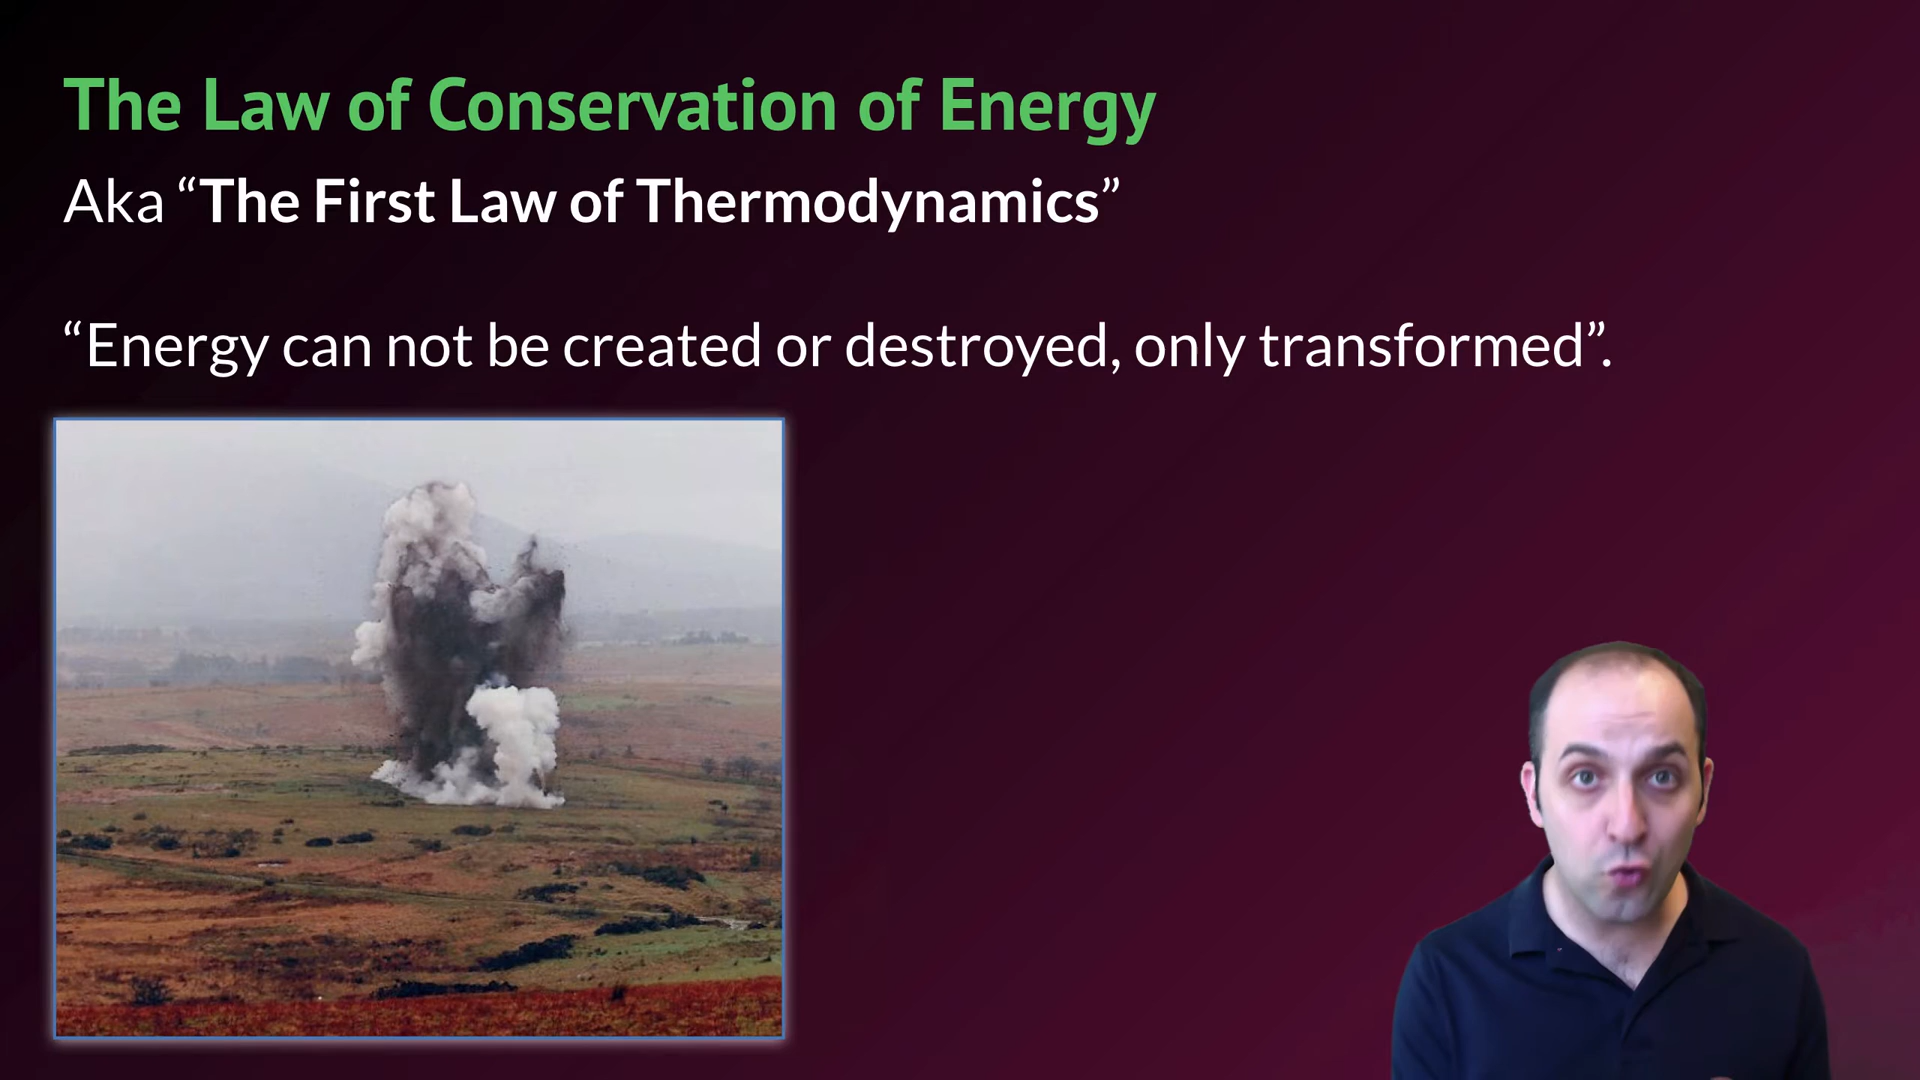 The Law of Conservation of Energy
Aka “The First Law of Thermodynamics”
“Energy can not be created or destroyed, only transformed”.